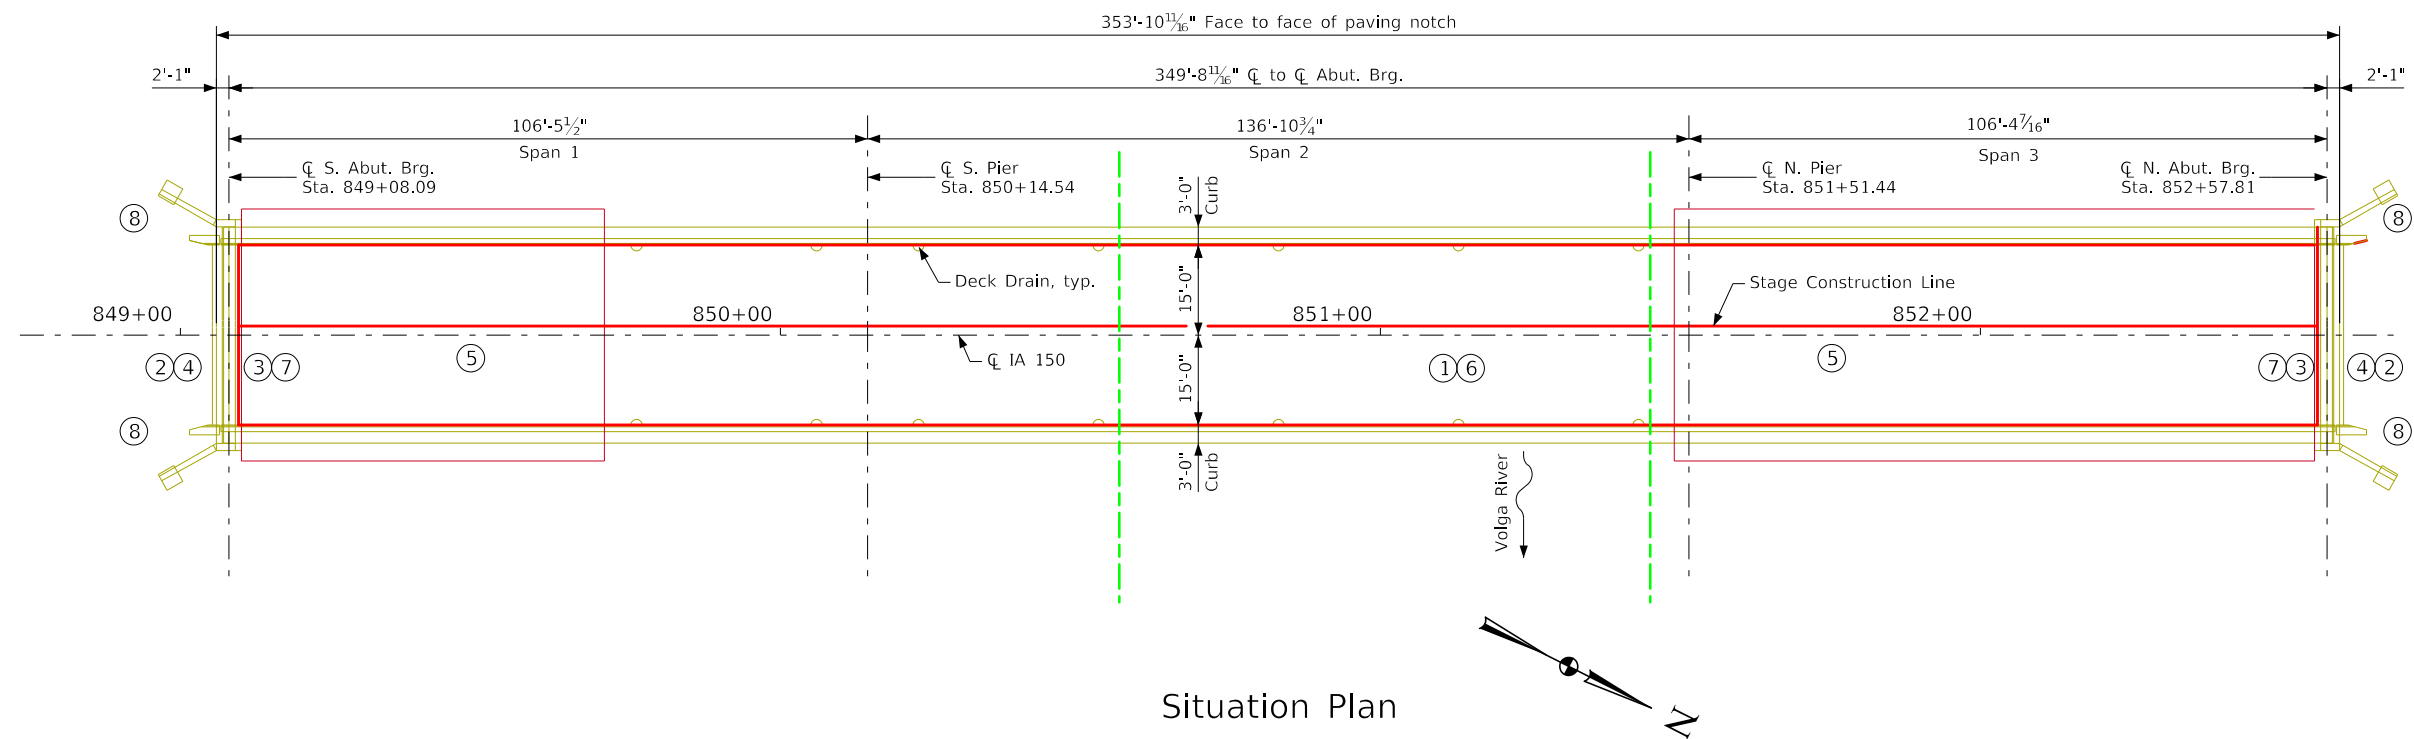 353'-10 11/16" Face to face of paving notch
2'-1"
349'-8 11/16" ℄ to ℄ Abut. Brg.
2'-1"
106'-5 1/2"
Span 1
136'-10 3/4"
Span 2
106'-4 7/16"
Span 3
℄ S. Abut. Brg.
Sta. 849+08.09
℄ S. Pier
Sta. 850+14.54
3'-0"
Curb
℄ N. Pier
Sta. 851+51.44
℄ N. Abut. Brg.
Sta. 852+57.81
8
8
Deck Drain, typ.
15'-0"
Stage Construction Line
849+00
850+00
851+00
852+00
2 4
3 7
5
℄ IA 150
15'-0"
1 6
5
7 3
4 2
8
8
3'-0"
Curb
Volga River
N
Situation Plan